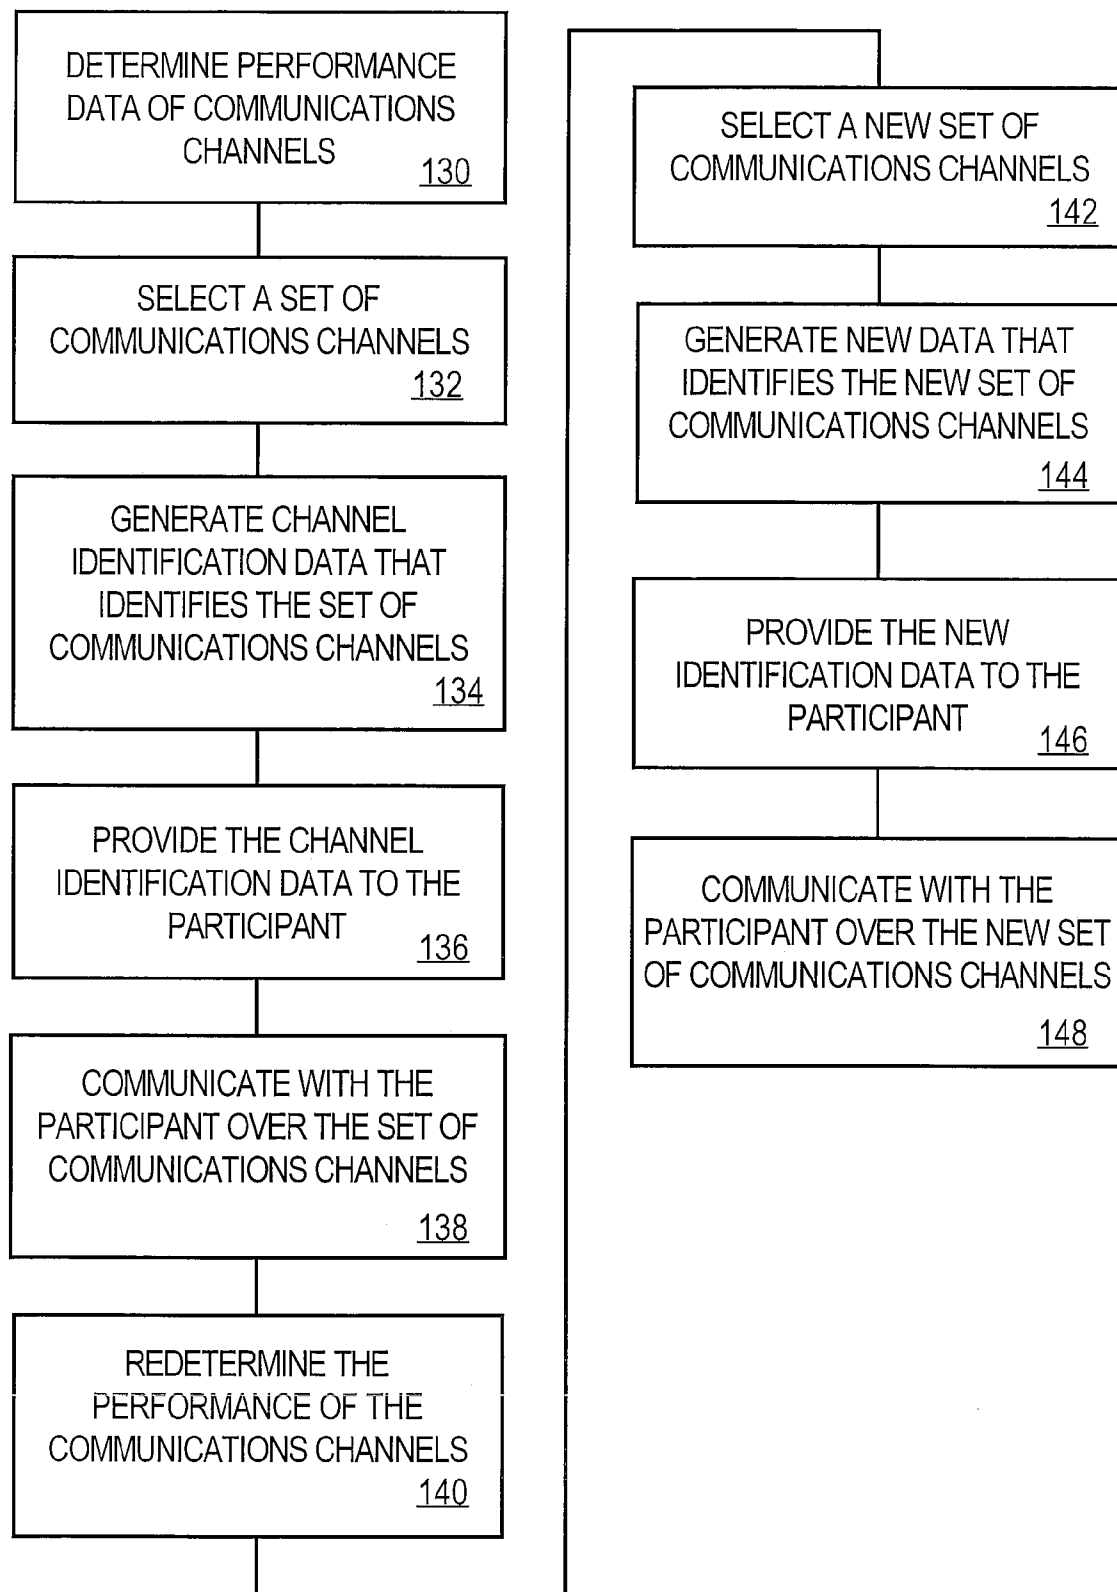 DETERMINE PERFORMANCE
DATA OF COMMUNICATIONS
CHANNELS
130
SELECT A SET OF
COMMUNICATIONS CHANNELS
132
GENERATE CHANNEL
IDENTIFICATION DATA THAT
IDENTIFIES THE SET OF
COMMUNICATIONS CHANNELS
134
PROVIDE THE CHANNEL
IDENTIFICATION DATA TO THE
PARTICIPANT
136
COMMUNICATE WITH THE
PARTICIPANT OVER THE SET OF
COMMUNICATIONS CHANNELS
138
REDETERMINE THE
PERFORMANCE OF THE
COMMUNICATIONS CHANNELS
140
SELECT A NEW SET OF
COMMUNICATIONS CHANNELS
142
GENERATE NEW DATA THAT
IDENTIFIES THE NEW SET OF
COMMUNICATIONS CHANNELS
144
PROVIDE THE NEW
IDENTIFICATION DATA TO THE
PARTICIPANT
146
COMMUNICATE WITH THE
PARTICIPANT OVER THE NEW SET
OF COMMUNICATIONS CHANNELS
148